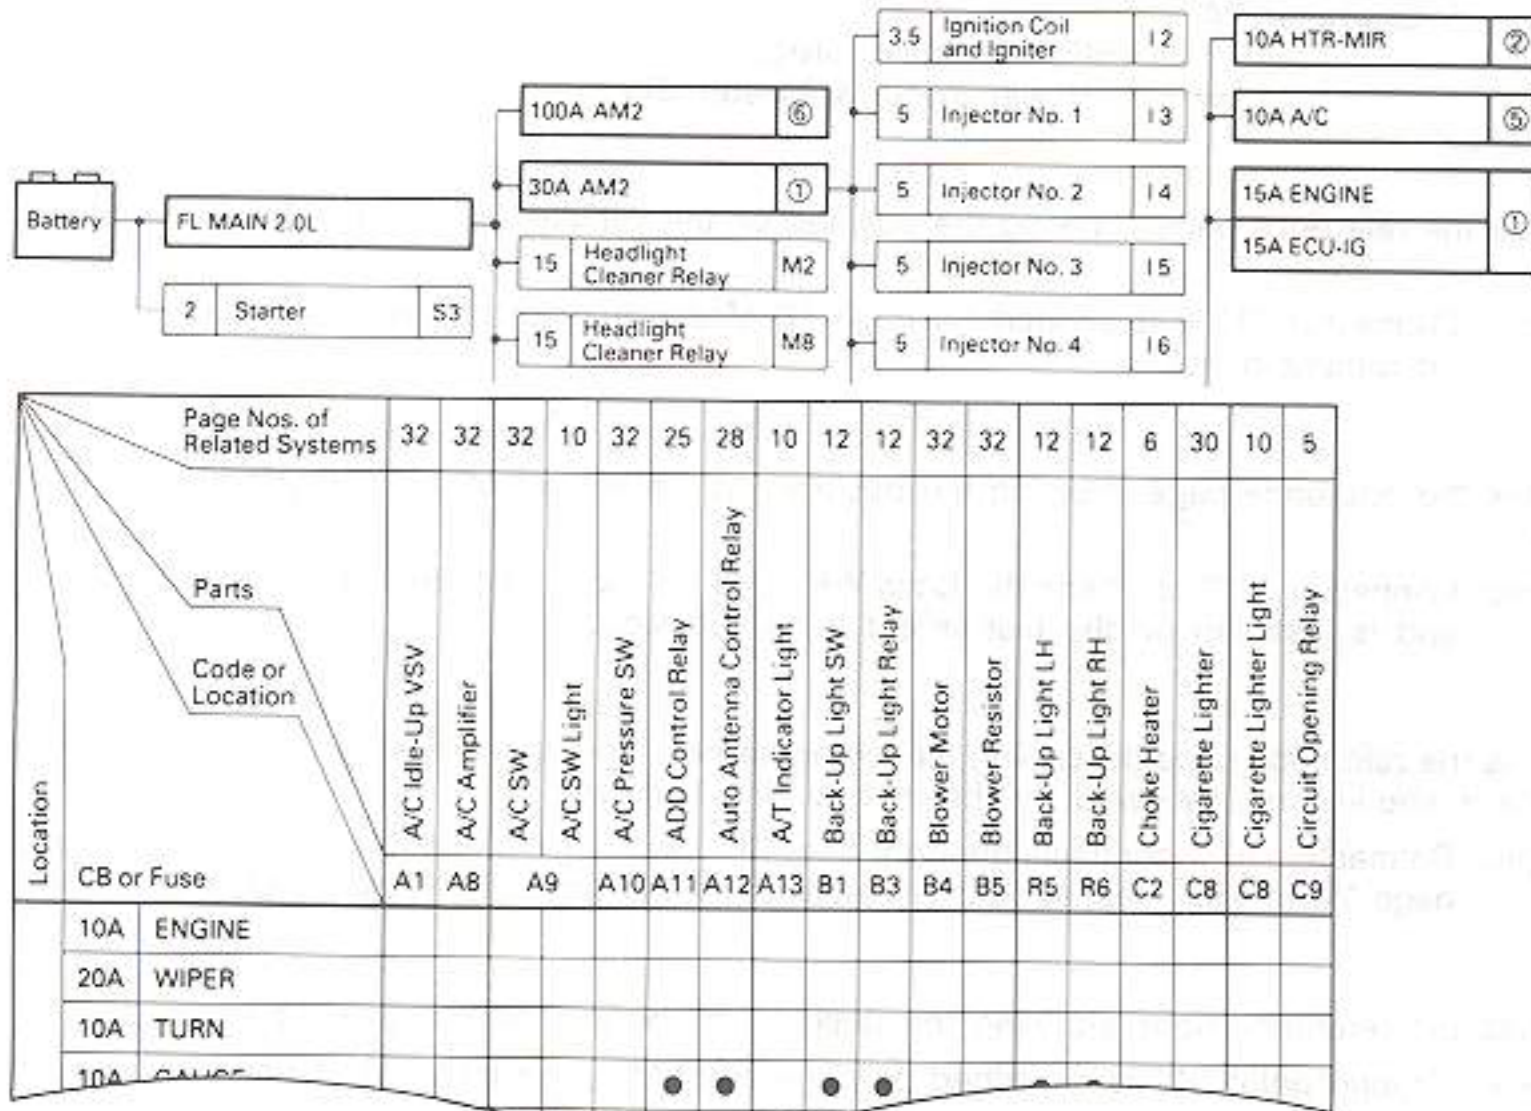 Battery
FL MAIN 2.0L
2 Starter S3
100A AM2 ⑥
30A AM2 ①
15 Headlight
Cleaner Relay M2
15 Headlight
Cleaner Relay M8
3.5 Ignition Coil
and Igniter I2
5 Injector No. 1 I3
5 Injector No. 2 I4
5 Injector No. 3 I5
5 Injector No. 4 I6
10A HTR-MIR ②
10A A/C ⑤
15A ENGINE ①
15A ECU-IG
Page Nos. of
Related Systems 32 32 32 10 32 25 28 10 12 12 32 32 12 12 6 30 10 5
Parts
Code or
Location
A/C Idle-Up VSV
A/C Amplifier
A/C SW
A/C SW Light
A/C Pressure SW
ADD Control Relay
Auto Antenna Control Relay
A/T Indicator Light
Back-Up Light SW
Back-Up Light Relay
Blower Motor
Blower Resistor
Back-Up Light LH
Back-Up Light RH
Choke Heater
Cigarette Lighter
Cigarette Lighter Light
Circuit Opening Relay
Location
CB or Fuse A1 A8 A9 A10 A11 A12 A13 B1 B3 B4 B5 R5 R6 C2 C8 C8 C9
10A ENGINE
20A WIPER
10A TURN
10A GAUGE